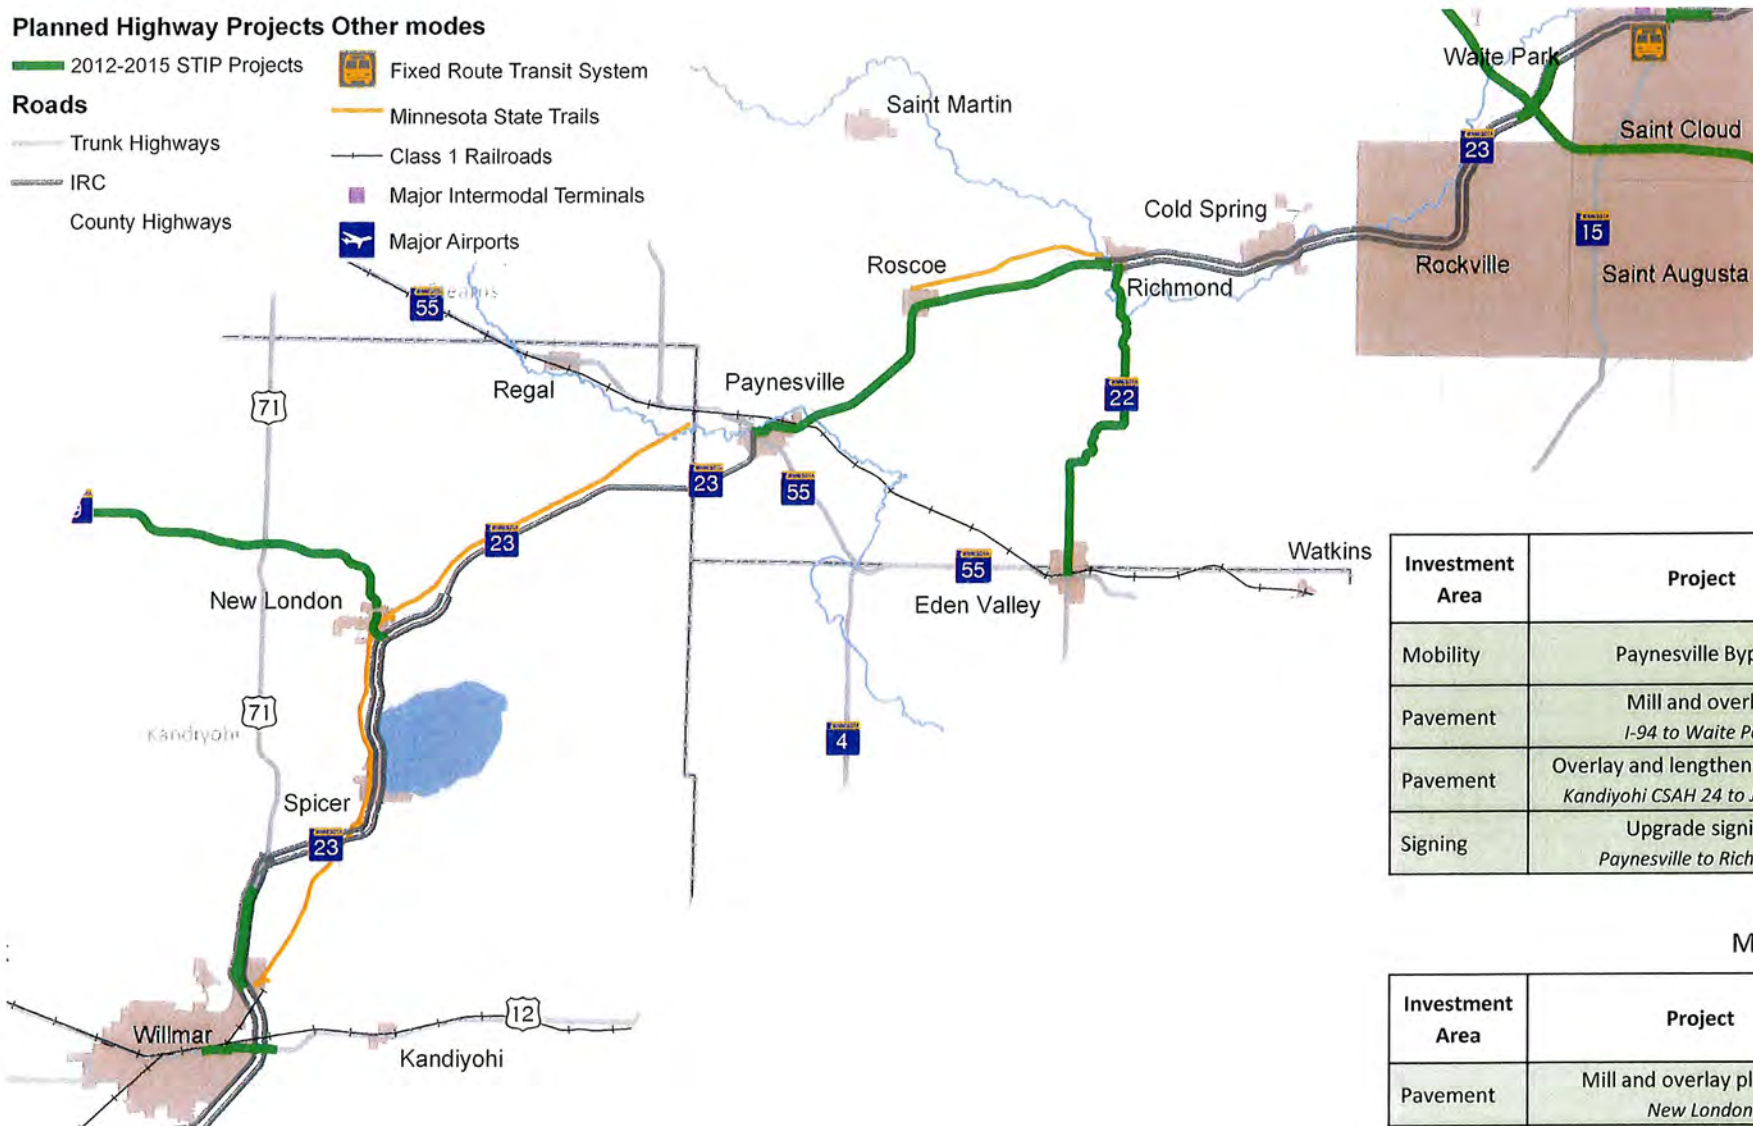 Planned Highway Projects Other modes
2012-2015 STIP Projects
Fixed Route Transit System
Roads
Minnesota State Trails
Trunk Highways
Class 1 Railroads
IRC
Major Intermodal Terminals
County Highways
Major Airports
Waite Park
Saint Martin
Saint Cloud
23
Cold Spring
15
Roscoe
Rockville
Saint Augusta
Richmond
55
Regal
Paynesville
71
22
23
55
23
Watkins
55
New London
Eden Valley
71
Kandiyohi
4
Spicer
23
12
Willmar
Kandiyohi
Investment
Area
Project
Mobility
Paynesville Byp
Pavement
Mill and overl
I-94 to Waite P
Pavement
Overlay and lengthen
Kandiyohi CSAH 24 to
Signing
Upgrade signi
Paynesville to Rich
M
Investment
Area
Project
Pavement
Mill and overlay pl
New London